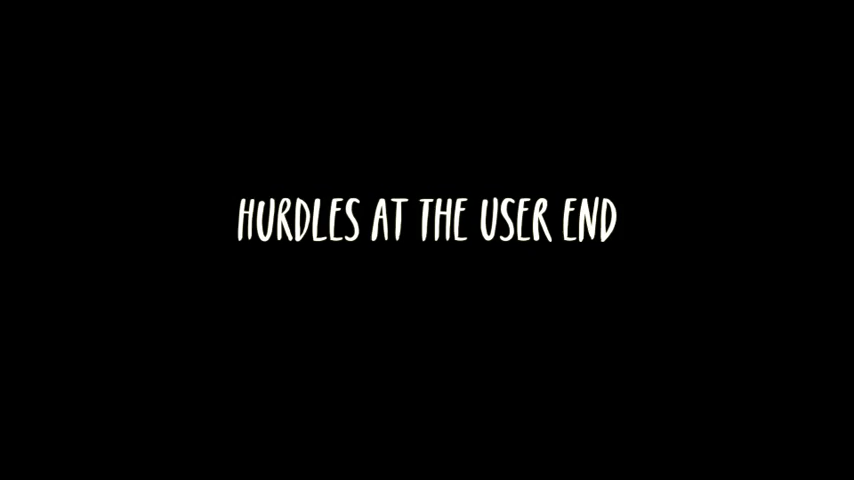 HURDLES AT THE USER END